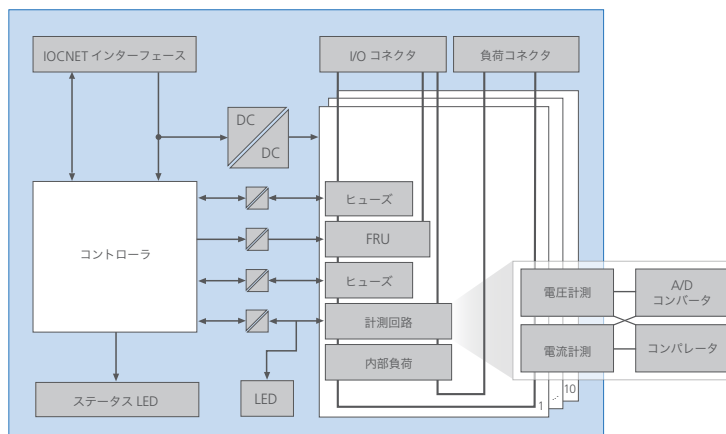 IOCNET インターフェース
I/O コネクタ
負荷コネクタ
DC
DC
ヒューズ
コントローラ
FRU
ヒューズ
計測回路
内部負荷
電圧計測
A/D
コンバータ
電流計測
コンパレータ
ステータス LED
LED
1
...
10